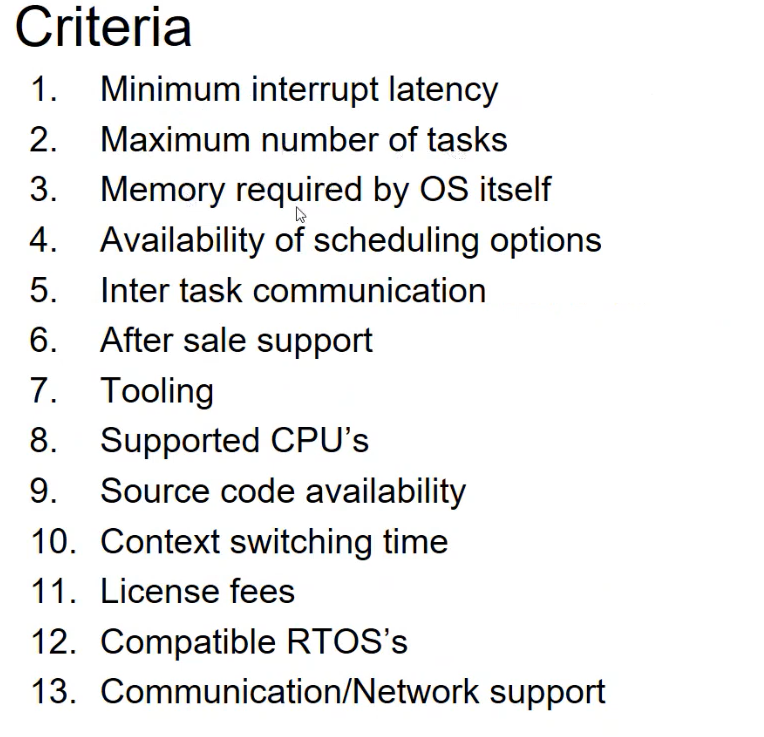 Criteria
1. Minimum interrupt latency
2. Maximum number of tasks
3. Memory required by OS itself
4. Availability of scheduling options
5. Inter task communication
6. After sale support
7. Tooling
8. Supported CPU’s
9. Source code availability
10. Context switching time
11. License fees
12. Compatible RTOS’s
13. Communication/Network support